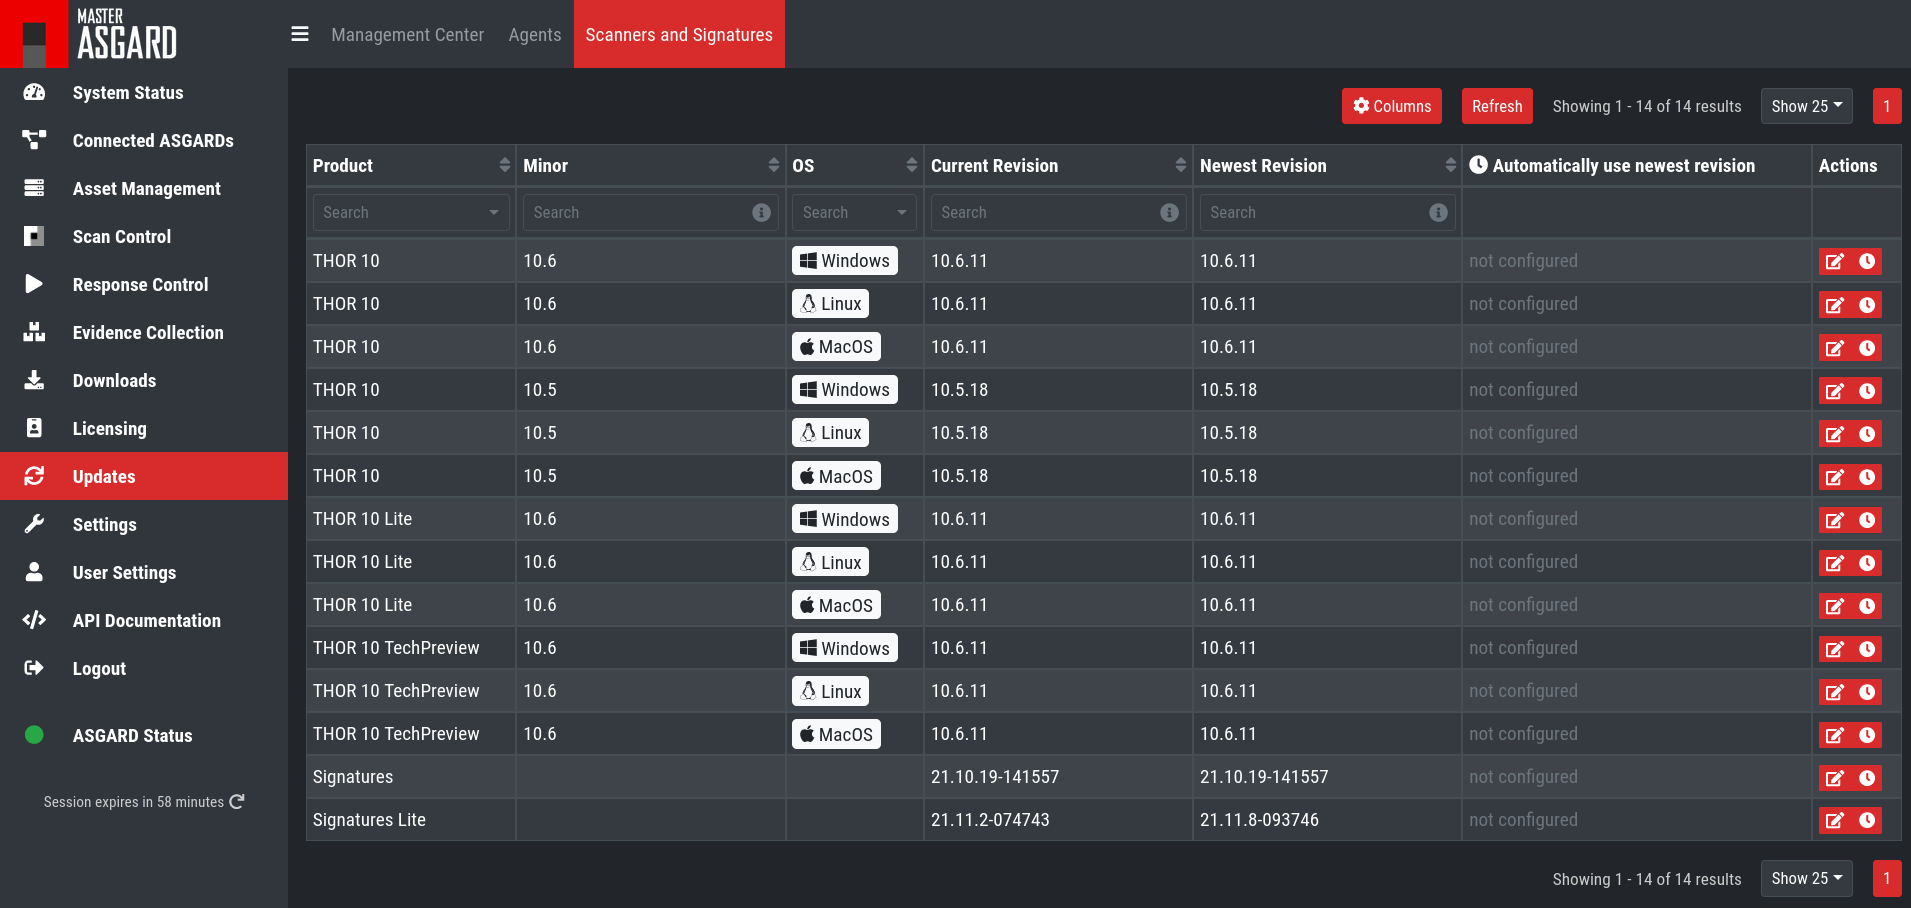 MASTER
ASGARD
Management Center Agents Scanners and Signatures
System Status
Connected ASGARDs
Asset Management
Scan Control
Response Control
Evidence Collection
Downloads
Licensing
Updates
Settings
User Settings
API Documentation
Logout
ASGARD Status
Session expires in 58 minutes
Columns Refresh Showing 1 - 14 of 14 results Show 25 1
Product Minor OS Current Revision Newest Revision Automatically use newest revision Actions
Search Search Search Search Search
THOR 10 10.6 Windows 10.6.11 10.6.11 not configured
THOR 10 10.6 Linux 10.6.11 10.6.11 not configured
THOR 10 10.6 MacOS 10.6.11 10.6.11 not configured
THOR 10 10.5 Windows 10.5.18 10.5.18 not configured
THOR 10 10.5 Linux 10.5.18 10.5.18 not configured
THOR 10 10.5 MacOS 10.5.18 10.5.18 not configured
THOR 10 Lite 10.6 Windows 10.6.11 10.6.11 not configured
THOR 10 Lite 10.6 Linux 10.6.11 10.6.11 not configured
THOR 10 Lite 10.6 MacOS 10.6.11 10.6.11 not configured
THOR 10 TechPreview 10.6 Windows 10.6.11 10.6.11 not configured
THOR 10 TechPreview 10.6 Linux 10.6.11 10.6.11 not configured
THOR 10 TechPreview 10.6 MacOS 10.6.11 10.6.11 not configured
Signatures 21.10.19-141557 21.10.19-141557 not configured
Signatures Lite 21.11.2-074743 21.11.8-093746 not configured
Showing 1 - 14 of 14 results Show 25 1